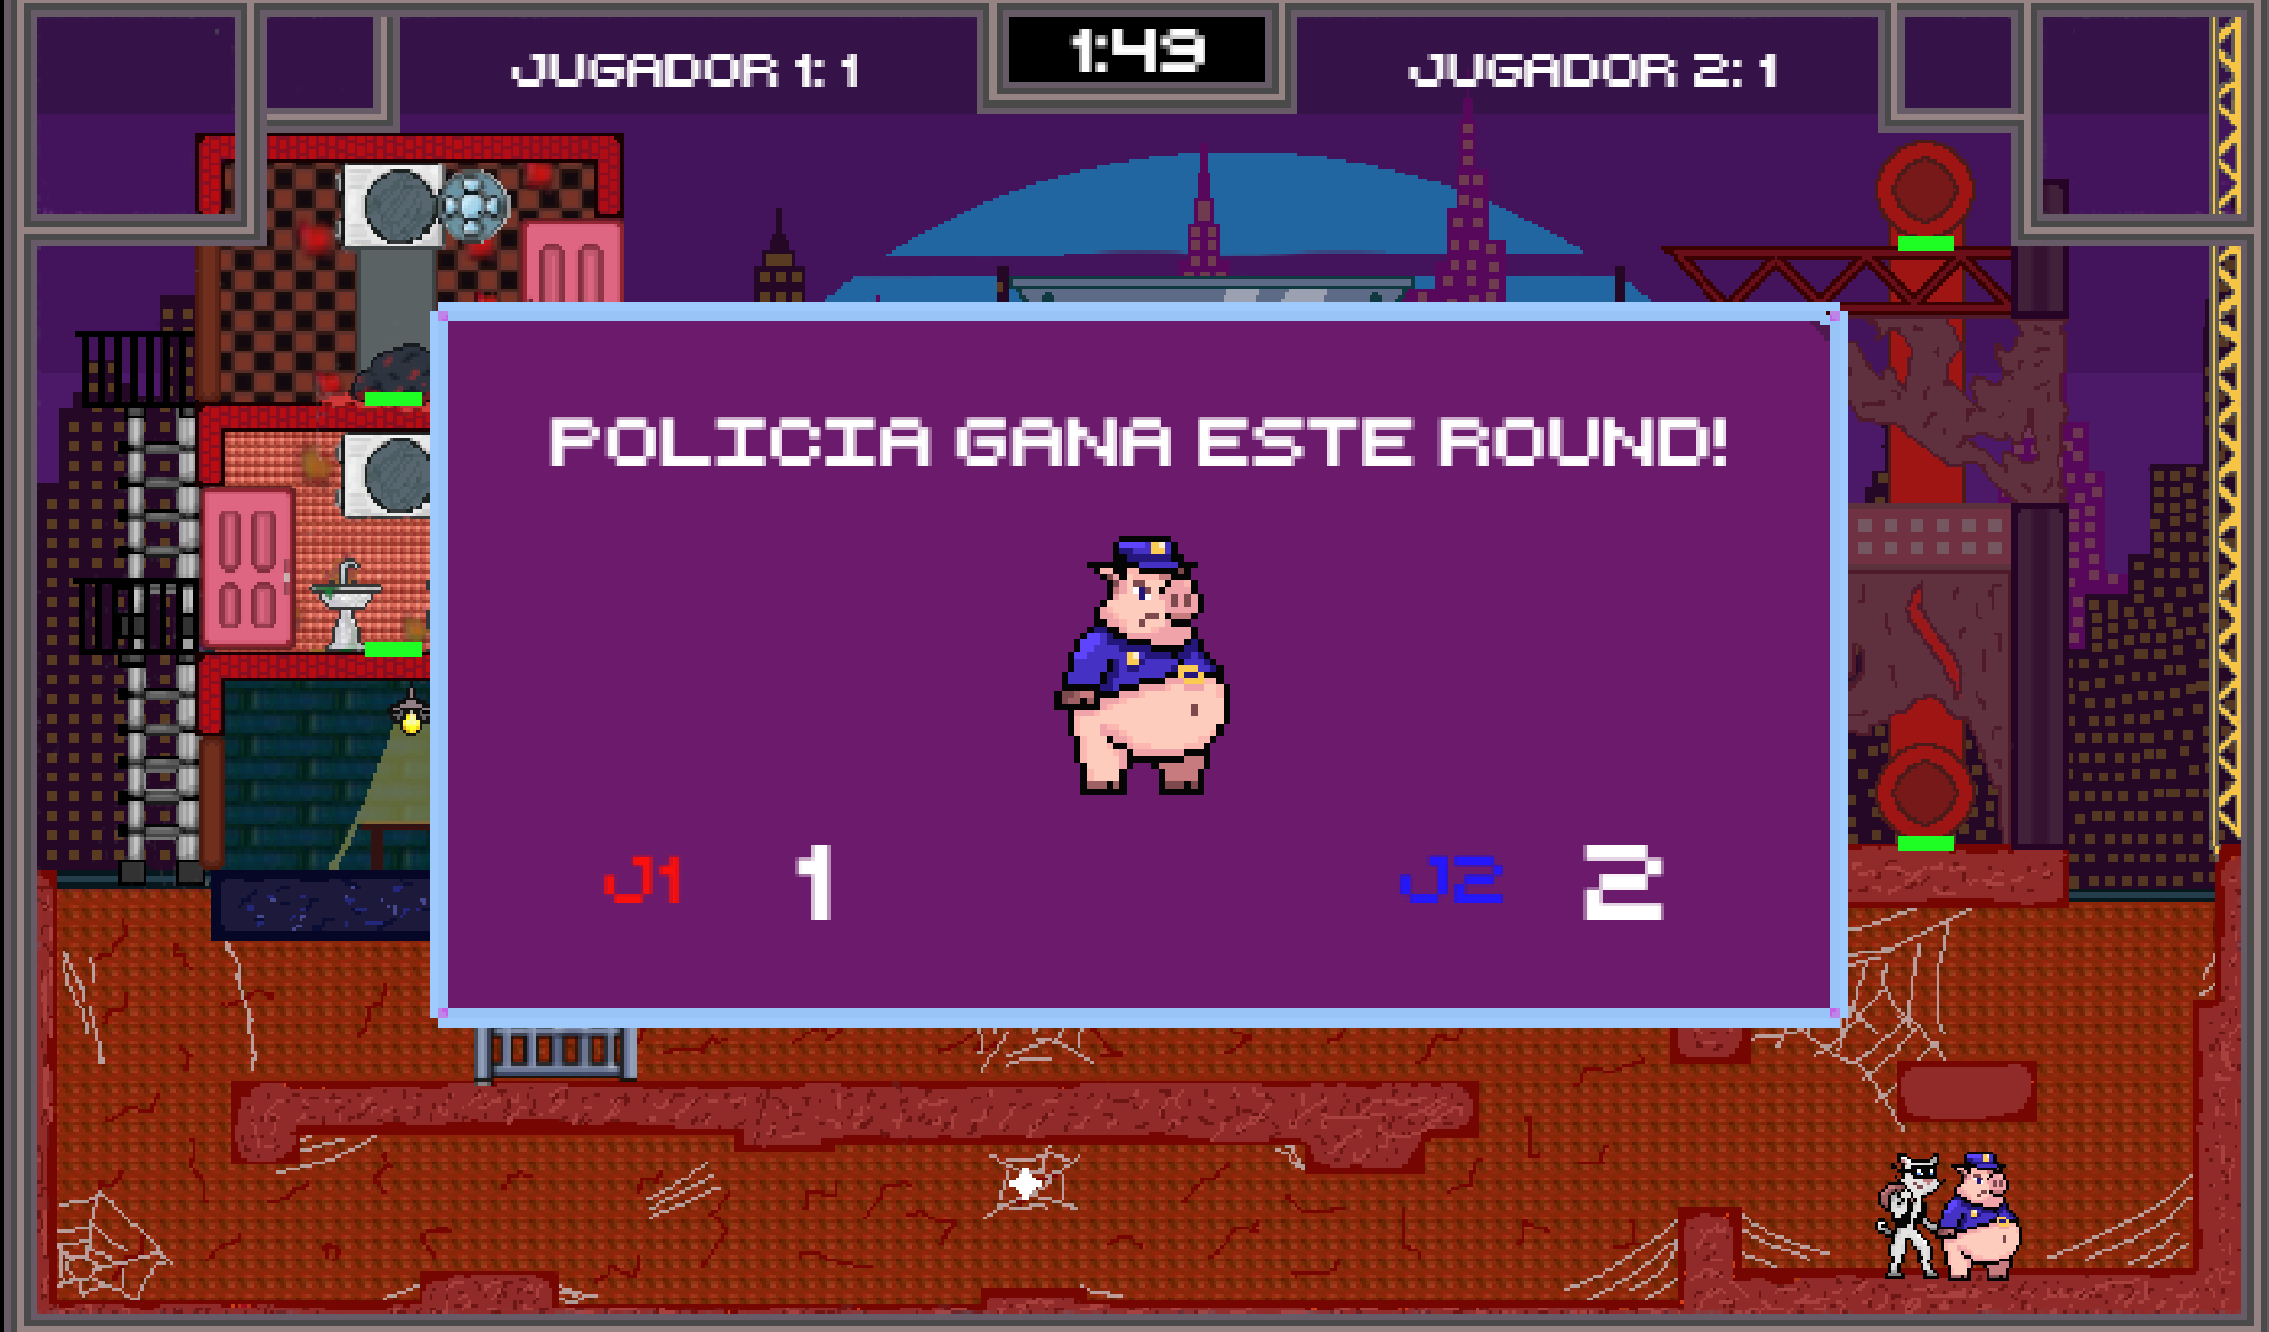 JUGADOR 1: 1
1:49
JUGADOR 2: 1
POLICIA GANA ESTE ROUND!
J1 1
J2 2